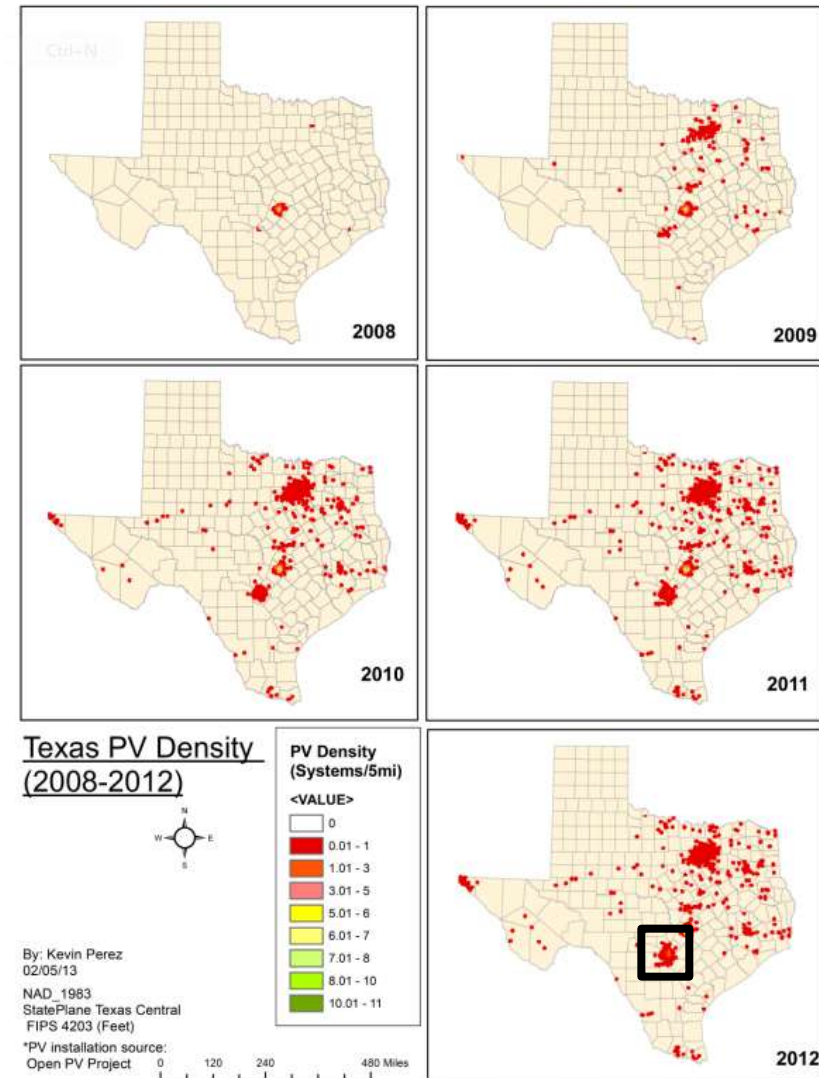 Ctrl-N
2008
2009
2010
2011
Texas PV Density
(2008-2012)
N
W E
S
By: Kevin Perez
02/05/13
NAD_1983
StatePlane Texas Central
FIPS 4203 (Feet)
*PV installation source:
Open PV Project
0 120 240 480 Miles
PV Density
(Systems/5mi)
<VALUE>
0
0.01 - 1
1.01 - 3
3.01 - 5
5.01 - 6
6.01 - 7
7.01 - 8
8.01 - 10
10.01 - 11
2012